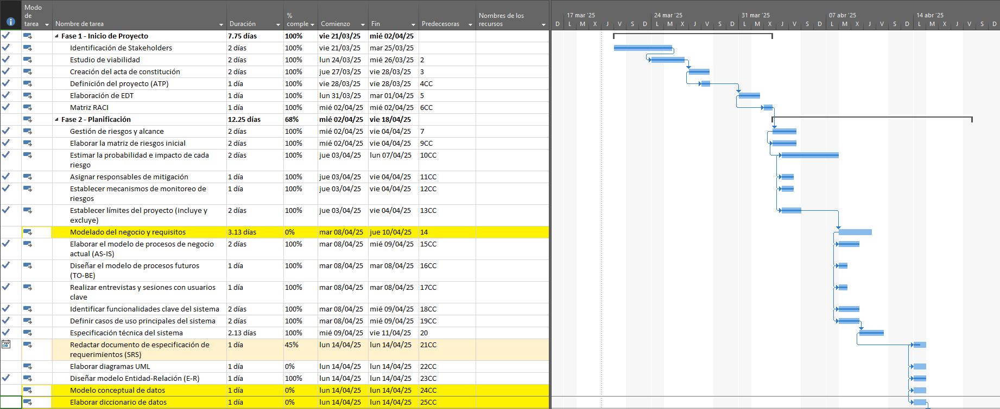 Modo de tarea Nombre de tarea Duración % comple Comienzo Fin Predecesoras Nombres de los recursos
17 mar '25 24 mar '25 31 mar '25 07 abr '25 14 abr '25
D L M X J V S D L M X J V S D L M X J V S D L M X J V S D L M X J V S D
Fase 1 - Inicio de Proyecto 7.75 días 100% vie 21/03/25 mié 02/04/25
Identificación de Stakeholders 2 días 100% vie 21/03/25 mar 25/03/25
Estudio de viabilidad 2 días 100% lun 24/03/25 mié 26/03/25 2
Creación del acta de constitución 2 días 100% jue 27/03/25 vie 28/03/25 3
Definición del proyecto (ATP) 1 día 100% vie 28/03/25 vie 28/03/25 4CC
Elaboración de EDT 1 día 100% lun 31/03/25 mar 01/04/25 5
Matriz RACI 1 día 100% mié 02/04/25 mié 02/04/25 6CC
Fase 2 - Planificación 12.25 días 68% mié 02/04/25 vie 18/04/25
Gestión de riesgos y alcance 2 días 100% mié 02/04/25 vie 04/04/25 7
Elaborar la matriz de riesgos inicial 2 días 100% mié 02/04/25 vie 04/04/25 9CC
Estimar la probabilidad e impacto de cada 2 días 100% jue 03/04/25 lun 07/04/25 10CC
riesgo
Asignar responsables de mitigación 1 día 100% jue 03/04/25 vie 04/04/25 11CC
Establecer mecanismos de monitoreo de 1 día 100% jue 03/04/25 vie 04/04/25 12CC
riesgos
Establecer límites del proyecto (incluye y 2 días 100% jue 03/04/25 vie 04/04/25 13CC
excluye)
Modelado del negocio y requisitos 3.13 días 0% mar 08/04/25 jue 10/04/25 14
Elaborar el modelo de procesos de negocio 2 días 100% mar 08/04/25 mié 09/04/25 15CC
actual (AS-IS)
Diseñar el modelo de procesos futuros 1 día 100% mar 08/04/25 mar 08/04/25 16CC
(TO-BE)
Realizar entrevistas y sesiones con usuarios 1 día 100% mar 08/04/25 mar 08/04/25 17CC
clave
Identificar funcionalidades clave del sistema 2 días 100% mar 08/04/25 mié 09/04/25 18CC
Definir casos de uso principales del sistema 2 días 100% mar 08/04/25 mié 09/04/25 19CC
Especificación técnica del sistema 2.13 días 100% mié 09/04/25 vie 11/04/25 20
Redactar documento de especificación de 1 día 45% lun 14/04/25 lun 14/04/25 21CC
requerimientos (SRS)
Elaborar diagramas UML 1 día 0% lun 14/04/25 lun 14/04/25 22CC
Diseñar modelo Entidad-Relación (E-R) 1 día 100% lun 14/04/25 lun 14/04/25 23CC
Modelo conceptual de datos 1 día 0% lun 14/04/25 lun 14/04/25 24CC
Elaborar diccionario de datos 1 día 0% lun 14/04/25 lun 14/04/25 25CC